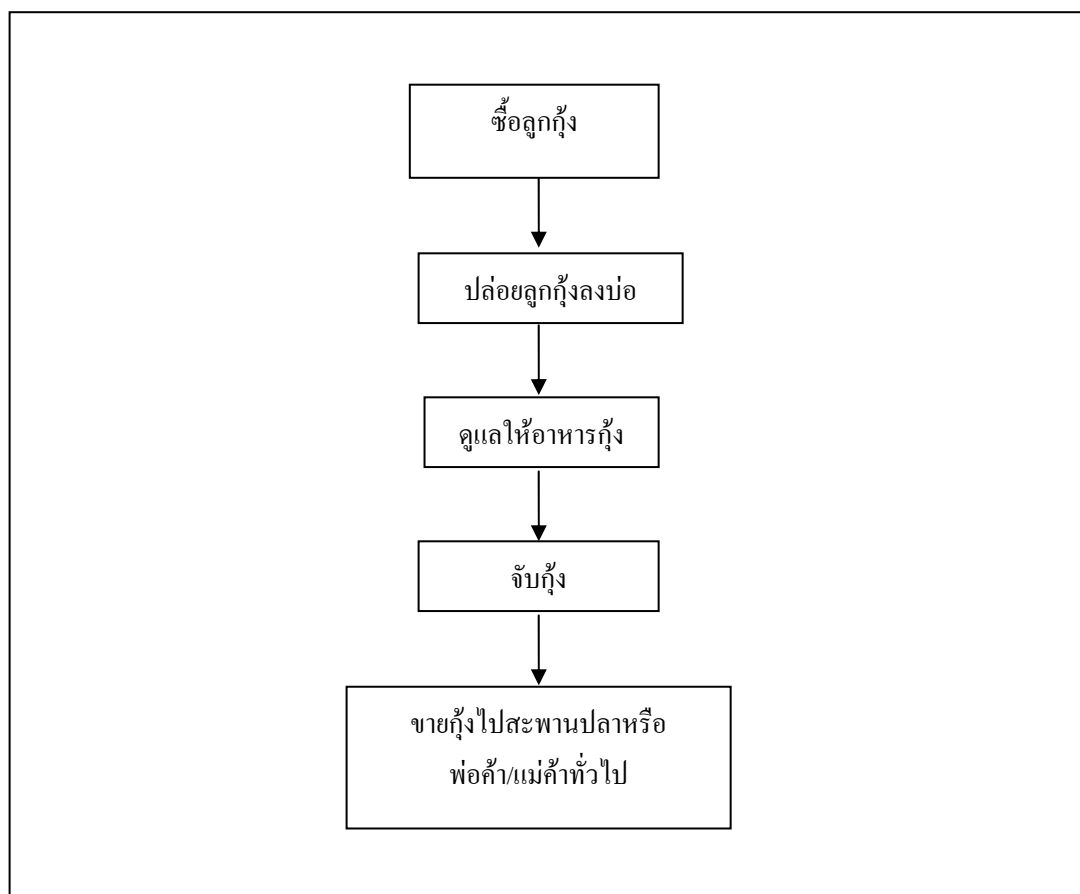 ซื้อลูกกุ้ง
ปล่อยลูกกุ้งลงบ่อ
ดูแลให้อาหารกุ้ง
จับกุ้ง
ขายกุ้งไปสะพานปลาหรือ
พ่อค้า/แม่ค้าทั่วไป